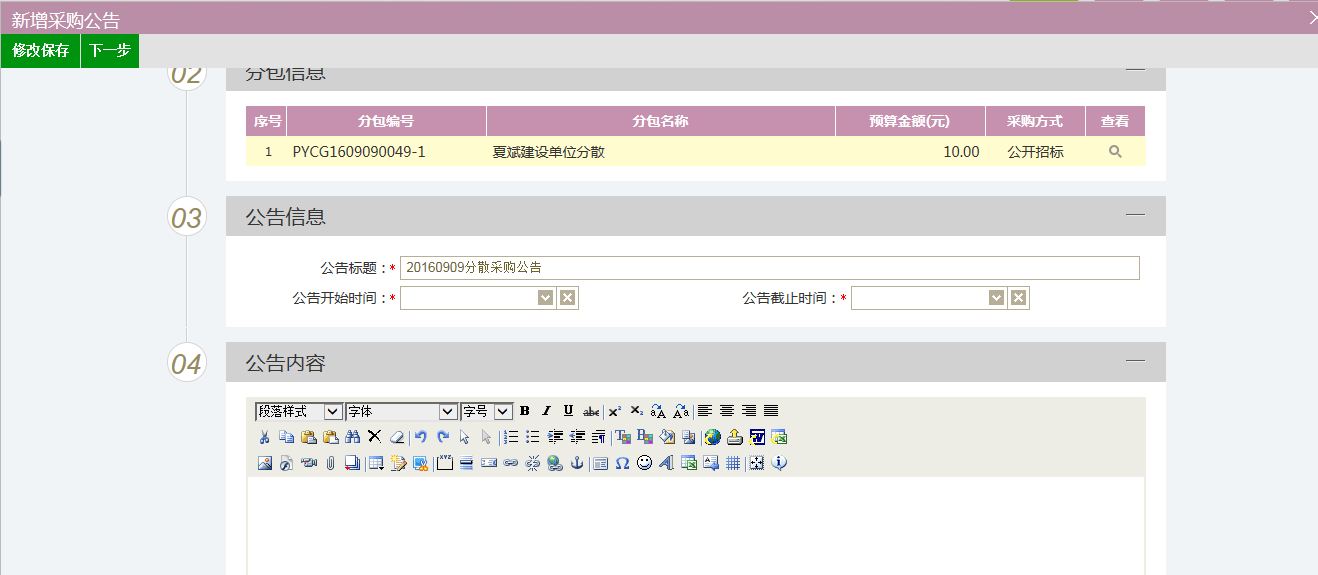 新增采购公告
修改保存 下一步
02 分包信息
序号 分包编号 分包名称 预算金额(元) 采购方式 查看
1 PYCG1609090049-1 夏斌建设单位分散 10.00 公开招标
03 公告信息
公告标题：* 20160909分散采购公告
公告开始时间：* 公告截止时间：*
04 公告内容
段落样式 字体 字号 B I U abc x² x₂ aA Aa